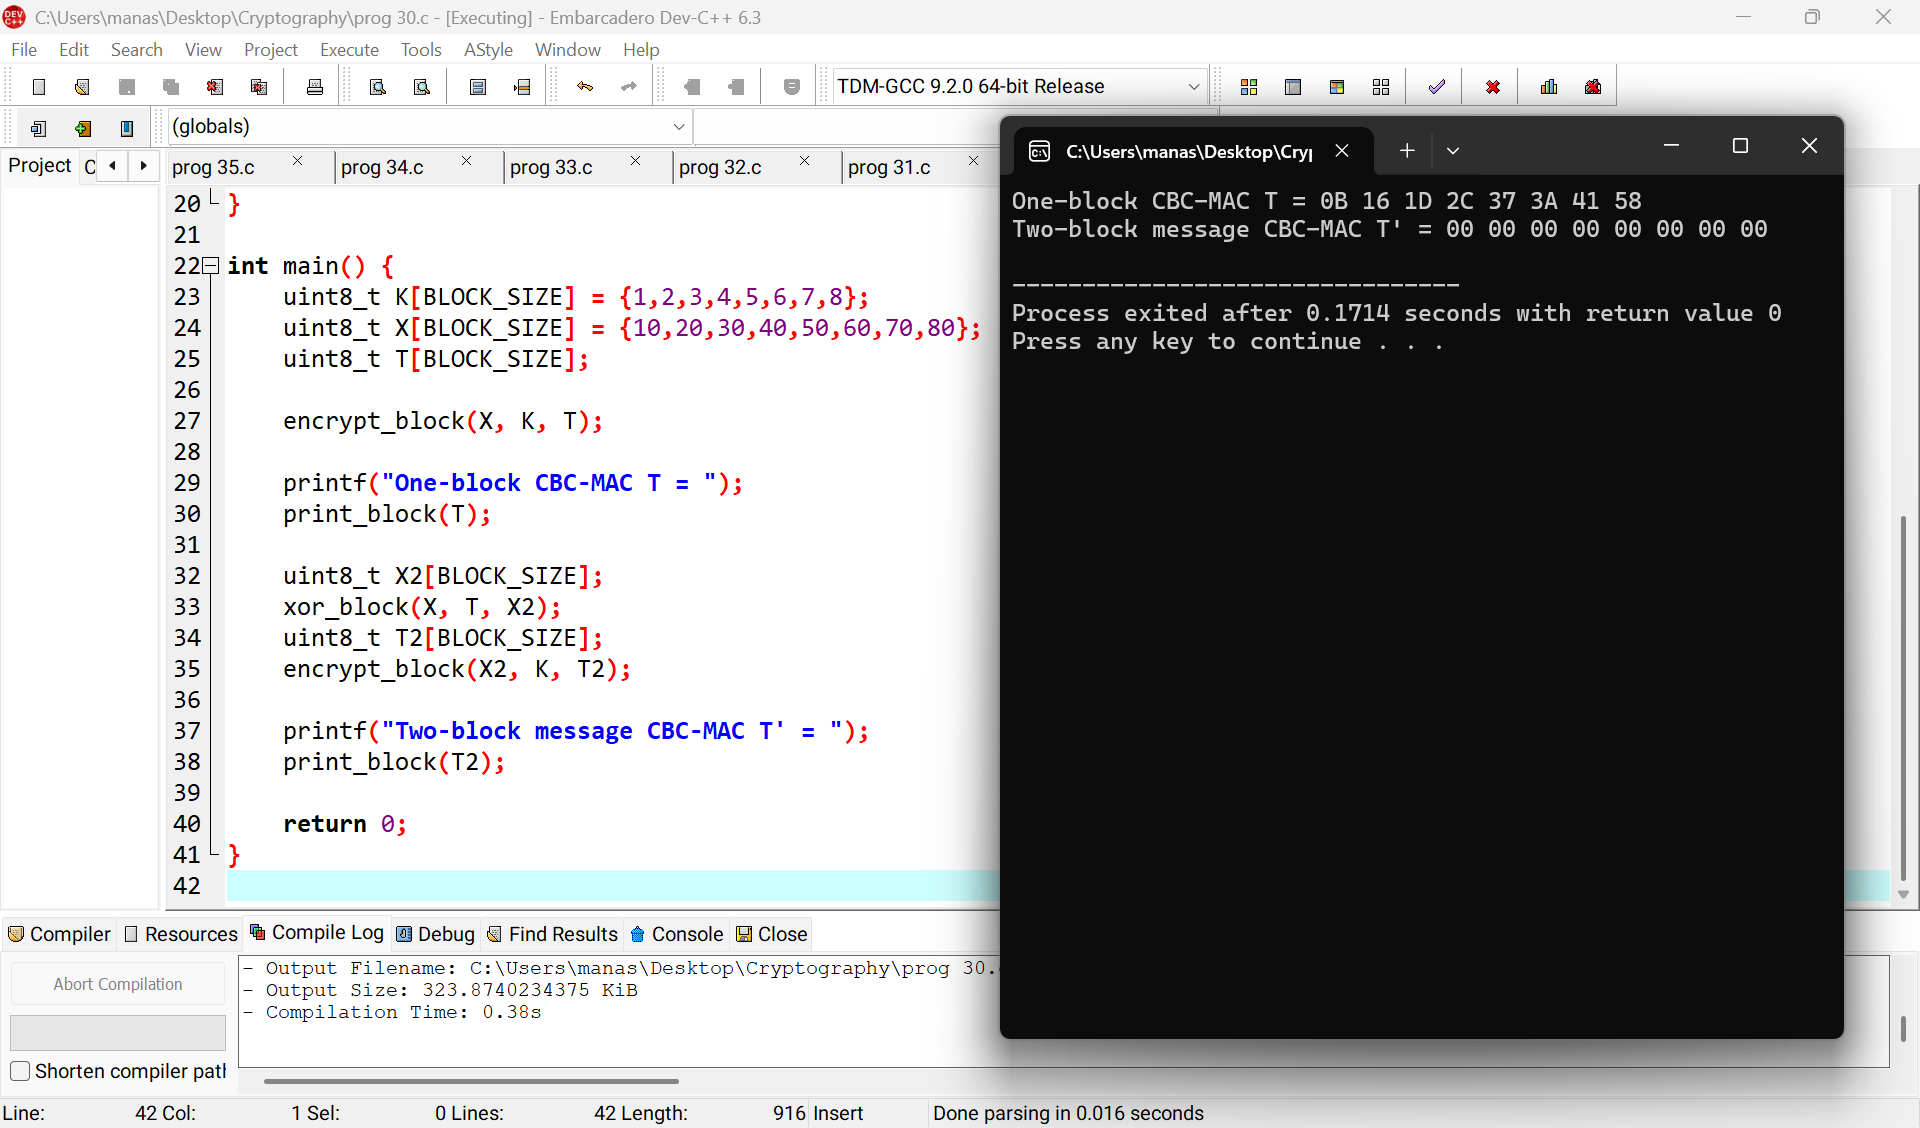 C:\Users\manas\Desktop\Cryptography\prog 30.c - [Executing] - Embarcadero Dev-C++ 6.3
File Edit Search View Project Execute Tools AStyle Window Help
TDM-GCC 9.2.0 64-bit Release
(globals)
Project C
prog 35.c prog 34.c prog 33.c prog 32.c prog 31.c
20 }
21
22 int main() {
23 uint8_t K[BLOCK_SIZE] = {1,2,3,4,5,6,7,8};
24 uint8_t X[BLOCK_SIZE] = {10,20,30,40,50,60,70,80};
25 uint8_t T[BLOCK_SIZE];
26
27 encrypt_block(X, K, T);
28
29 printf("One-block CBC-MAC T = ");
30 print_block(T);
31
32 uint8_t X2[BLOCK_SIZE];
33 xor_block(X, T, X2);
34 uint8_t T2[BLOCK_SIZE];
35 encrypt_block(X2, K, T2);
36
37 printf("Two-block message CBC-MAC T' = ");
38 print_block(T2);
39
40 return 0;
41 }
42
C:\Users\manas\Desktop\Cry
One-block CBC-MAC T = 0B 16 1D 2C 37 3A 41 58
Two-block message CBC-MAC T' = 00 00 00 00 00 00 00 00
--------------------------------
Process exited after 0.1714 seconds with return value 0
Press any key to continue . . .
Compiler Resources Compile Log Debug Find Results Console Close
Abort Compilation
Shorten compiler pat
- Output Filename: C:\Users\manas\Desktop\Cryptography\prog 30.
- Output Size: 323.8740234375 KiB
- Compilation Time: 0.38s
Line: 42 Col: 1 Sel: 0 Lines: 42 Length: 916 Insert Done parsing in 0.016 seconds